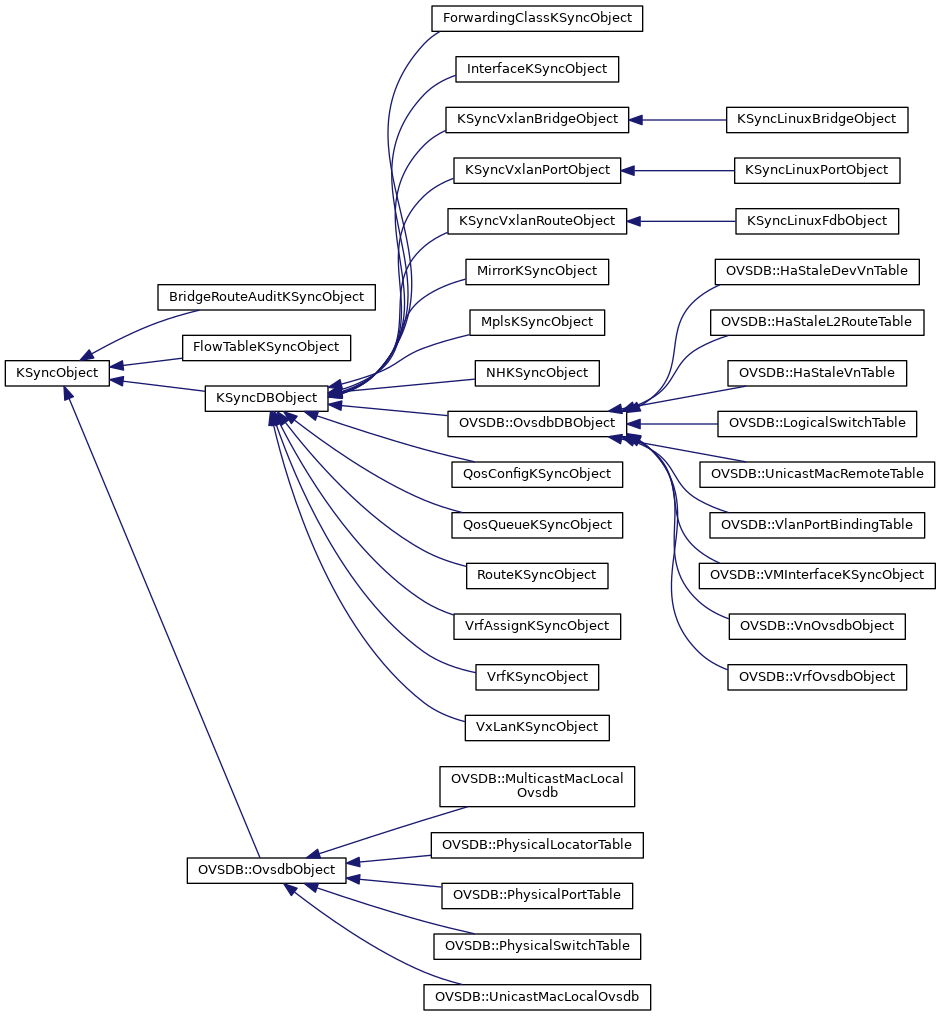 ForwardingClassKSyncObject
InterfaceKSyncObject
KSyncVxlanBridgeObject
KSyncLinuxBridgeObject
KSyncVxlanPortObject
KSyncLinuxPortObject
KSyncVxlanRouteObject
KSyncLinuxFdbObject
MirrorKSyncObject
OVSDB::HaStaleDevVnTable
BridgeRouteAuditKSyncObject
MplsKSyncObject
OVSDB::HaStaleL2RouteTable
FlowTableKSyncObject
KSyncObject
NHKSyncObject
OVSDB::HaStaleVnTable
KSyncDBObject
OVSDB::OvsdbDBObject
OVSDB::LogicalSwitchTable
QosConfigKSyncObject
OVSDB::UnicastMacRemoteTable
QosQueueKSyncObject
OVSDB::VlanPortBindingTable
RouteKSyncObject
OVSDB::VMInterfaceKSyncObject
VrfAssignKSyncObject
OVSDB::VnOvsdbObject
VrfKSyncObject
OVSDB::VrfOvsdbObject
VxLanKSyncObject
OVSDB::MulticastMacLocal
Ovsdb
OVSDB::PhysicalLocatorTable
OVSDB::OvsdbObject
OVSDB::PhysicalPortTable
OVSDB::PhysicalSwitchTable
OVSDB::UnicastMacLocalOvsdb